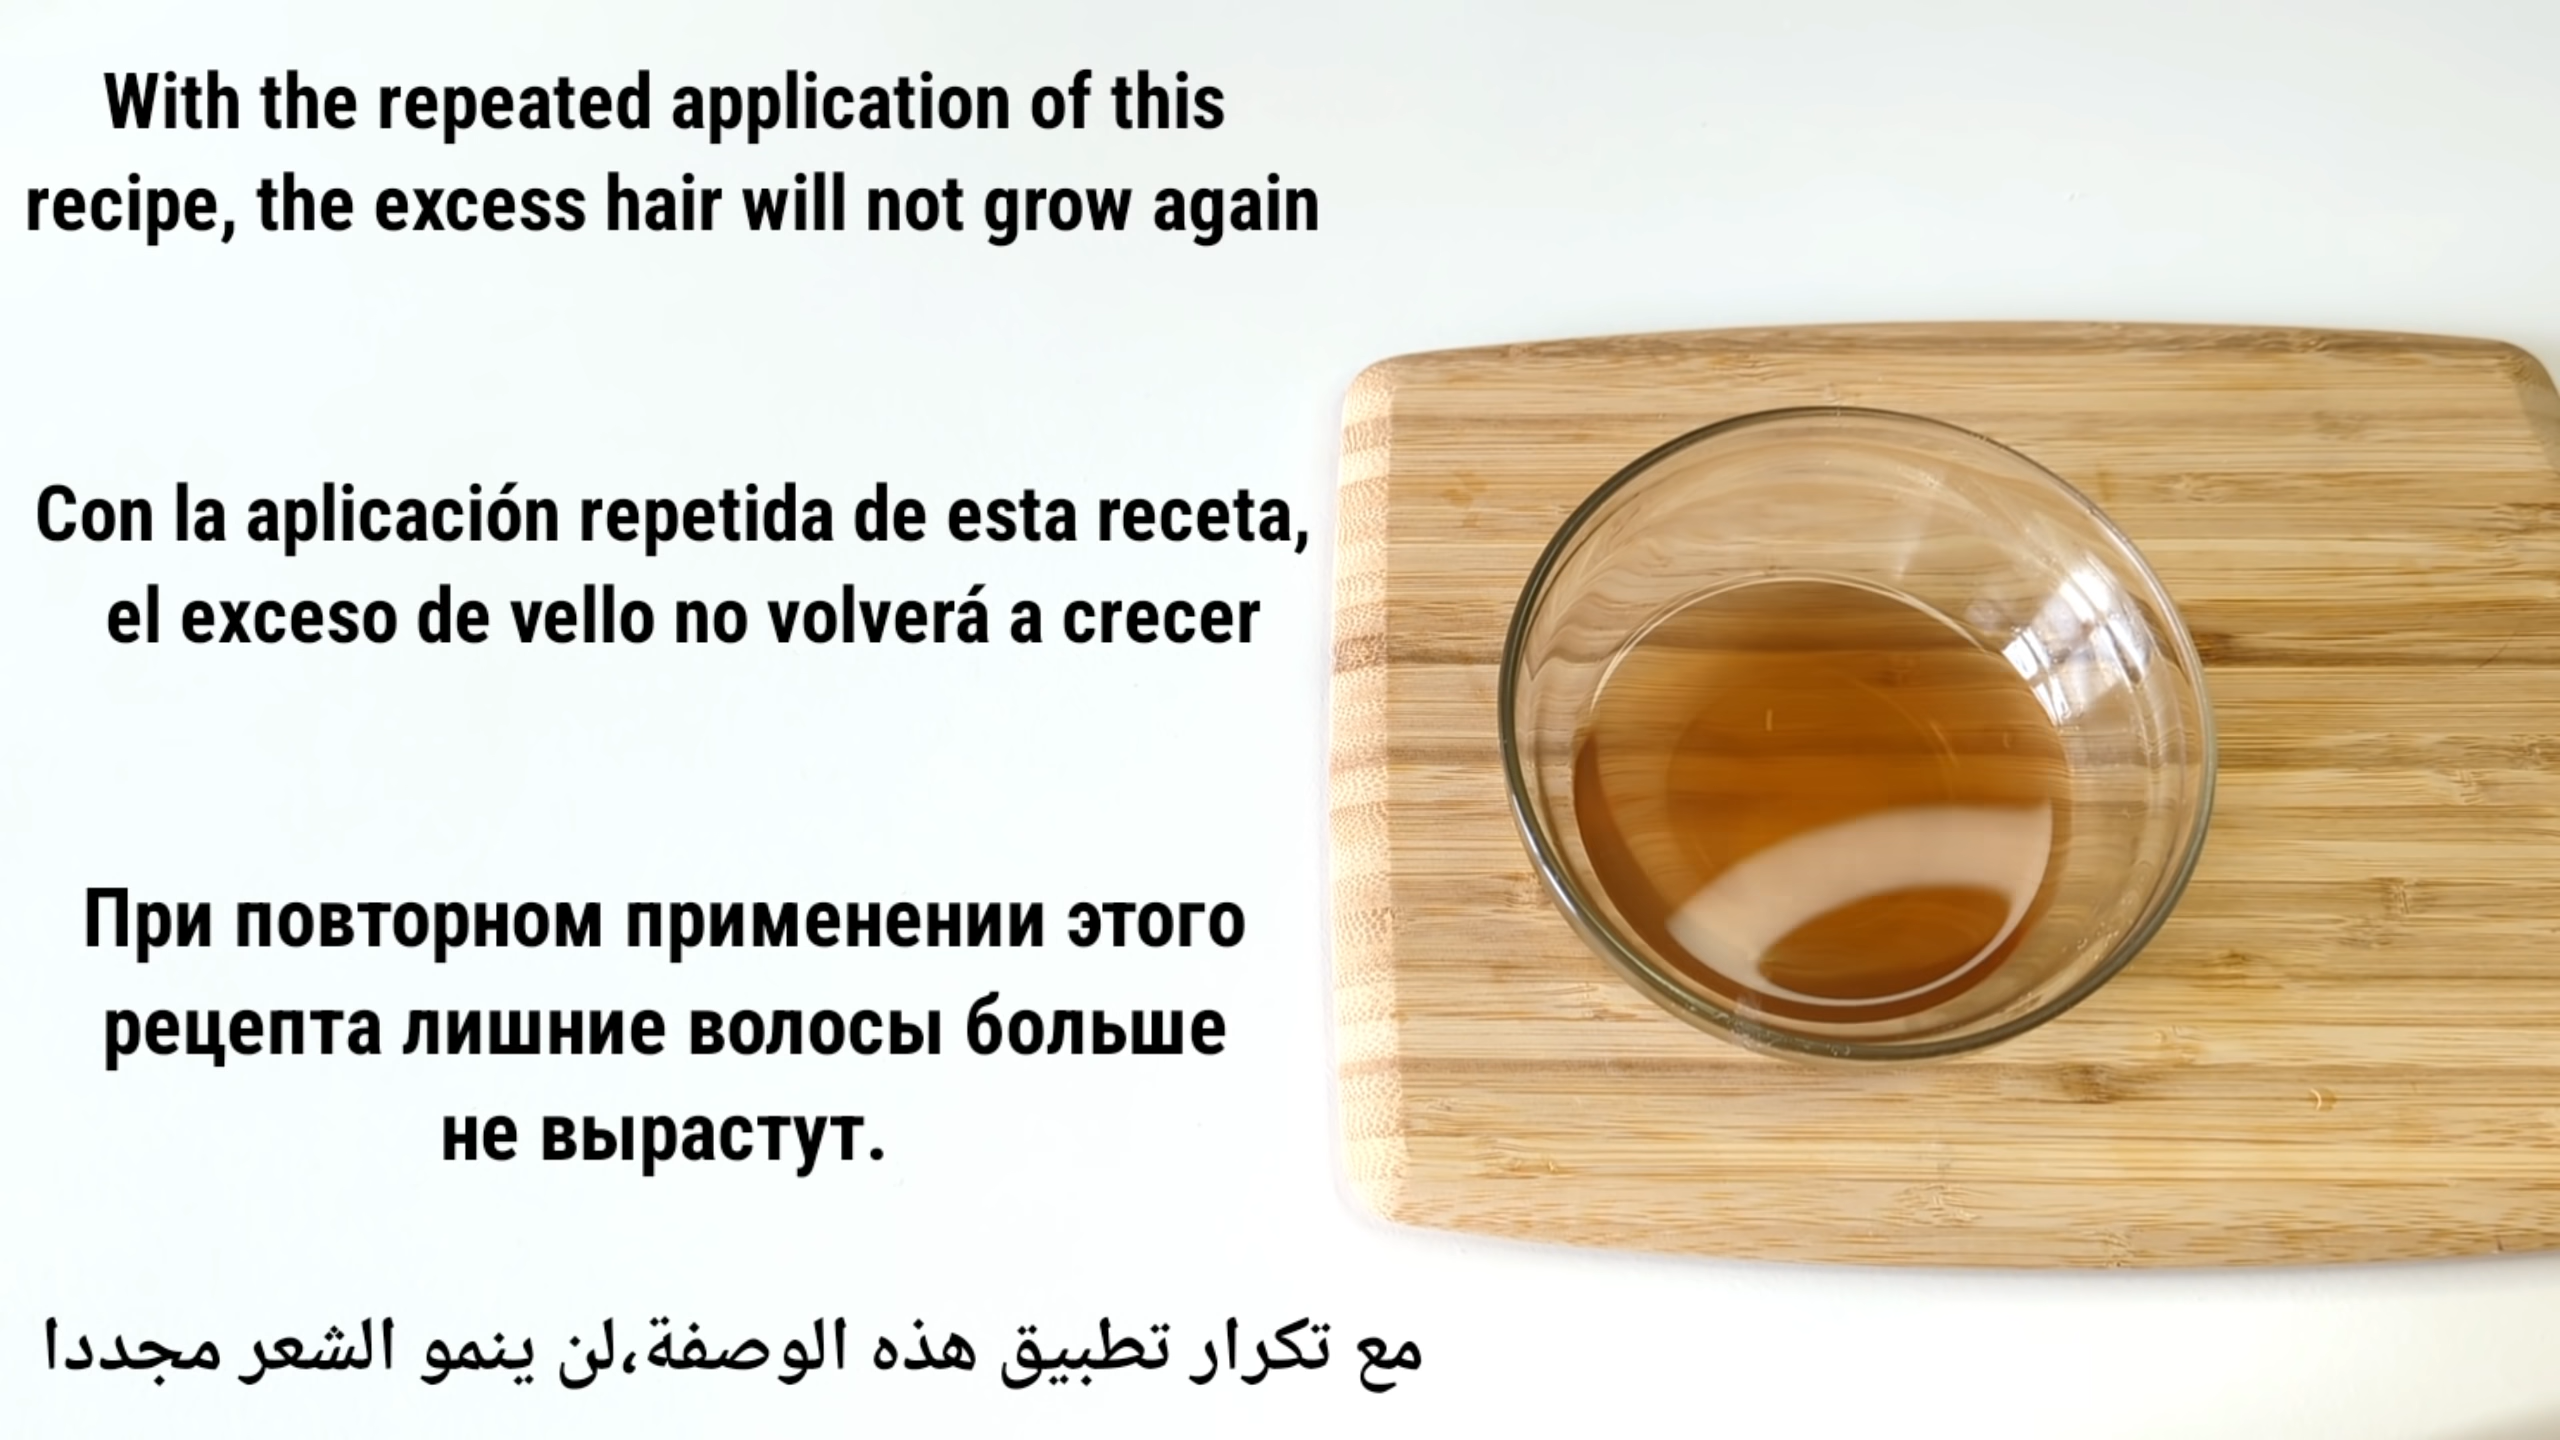 With the repeated application of this
recipe, the excess hair will not grow again
Con la aplicación repetida de esta receta,
el exceso de vello no volverá a crecer
При повторном применении этого
рецепта лишние волосы больше
не вырастут.
مع تكرار تطبيق هذه الوصفة،لن ينمو الشعر مجددا